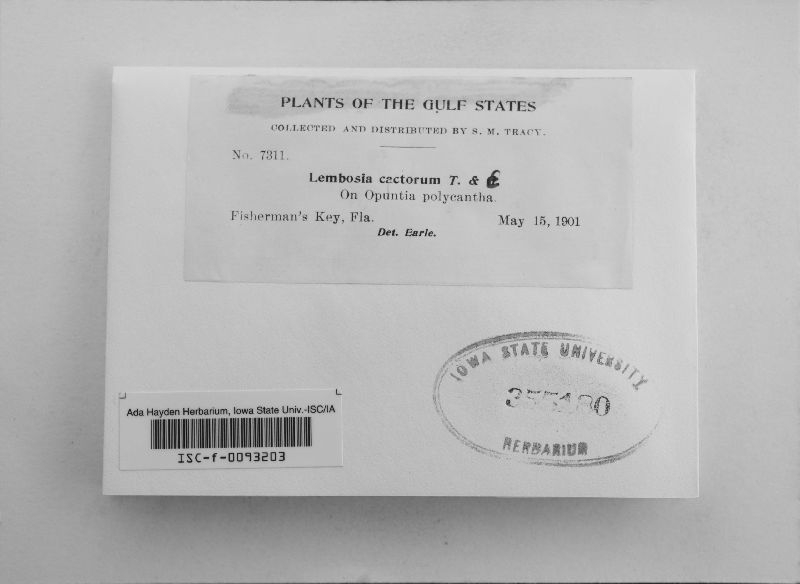 PLANTS OF THE GULF STATES
COLLECTED AND DISTRIBUTED BY S. M. TRACY.
No. 7311.
Lembosia cactorum T. & E
On Opuntia polycantha.
Fisherman's Key, Fla. May 15, 1901
Det. Earle.
IOWA STATE UNIVERSITY
355180
HERBARIUM
Ada Hayden Herbarium, Iowa State Univ.-ISC/IA
ISC-f-0093203